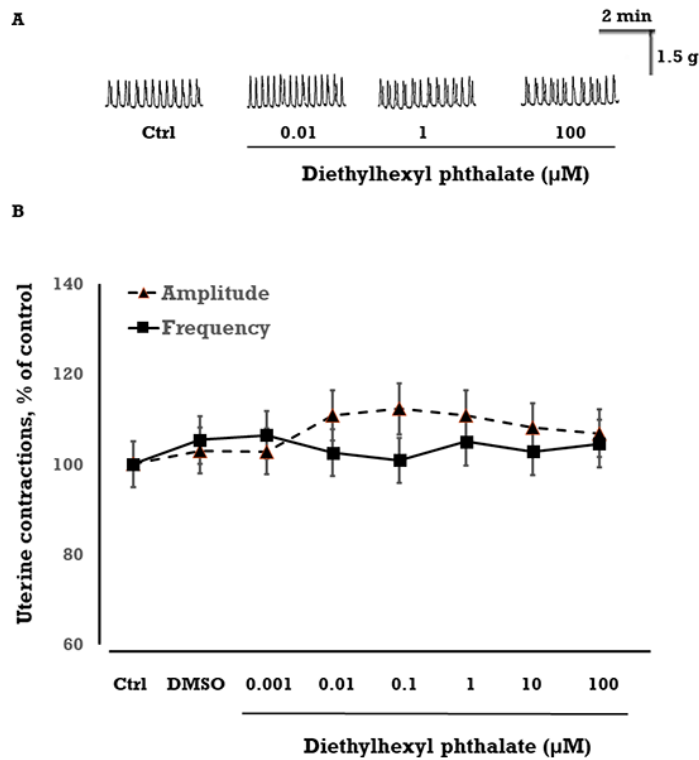 A
2 min
1.5 g
Ctrl 0.01 1 100
Diethylhexyl phthalate (µM)
B
Uterine contractions, % of control
140
120
100
80
60
Amplitude
Frequency
Ctrl DMSO 0.001 0.01 0.1 1 10 100
Diethylhexyl phthalate (µM)